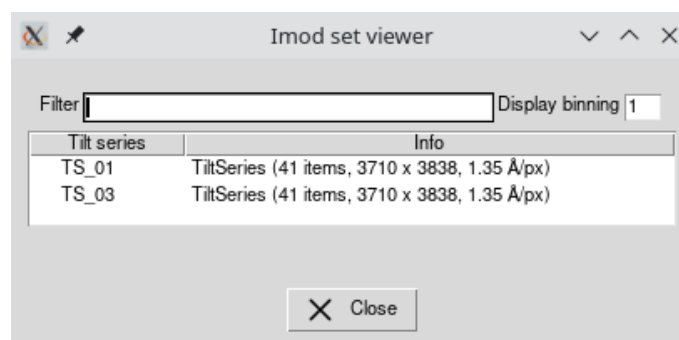 Imod set viewer
Filter Display binning 1
Tilt series Info
TS_01 TiltSeries (41 items, 3710 x 3838, 1.35 Å/px)
TS_03 TiltSeries (41 items, 3710 x 3838, 1.35 Å/px)
Close